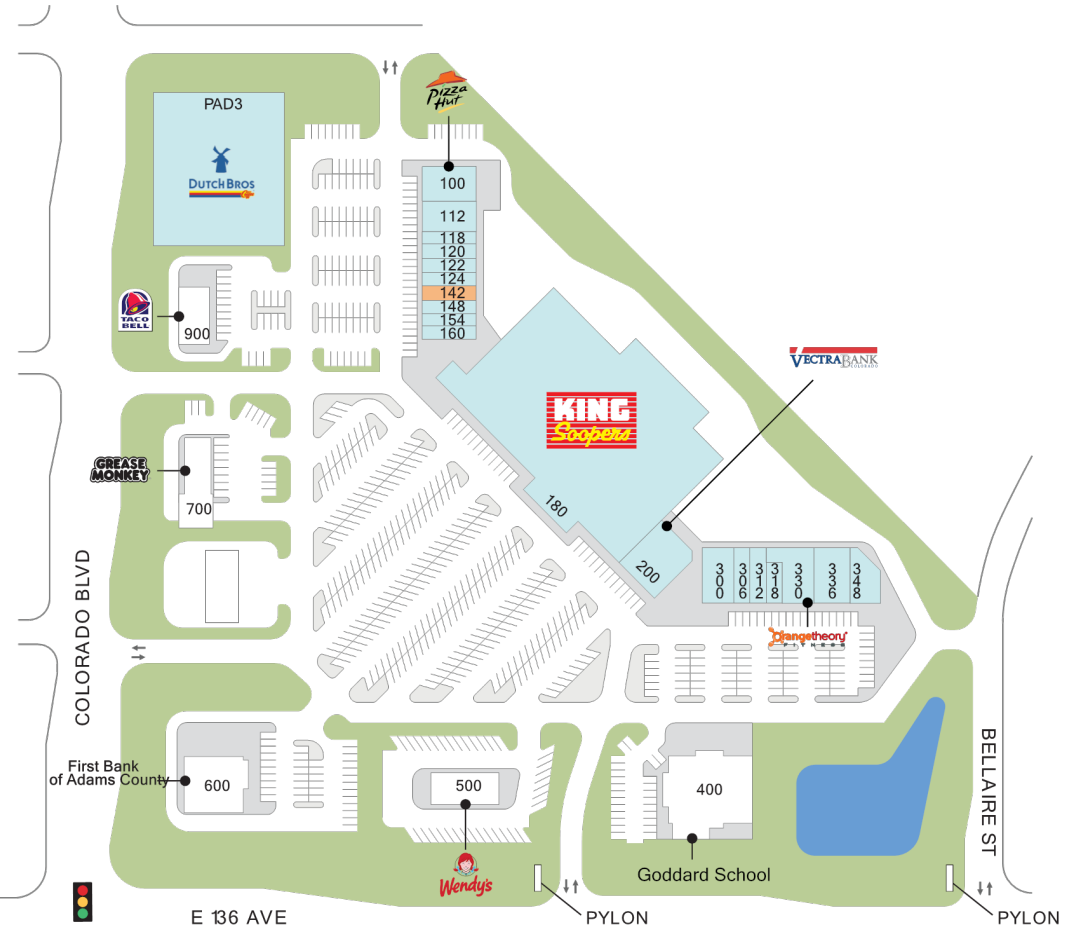 PAD3
DUTCH BROS
Pizza
Hut
100
112
118
120
122
124
142
148
154
160
TACO
BELL
900
VECTRABANK
COLORADO
KING
Soopers
GREASE
MONKEY
700
180
200
300
306
312
318
330
336
348
orangetheory
FITNESS
COLORADO BLVD
First Bank
of Adams County
600
500
400
Wendy's
Goddard School
BELLAIRE ST
E 136 AVE
PYLON
PYLON